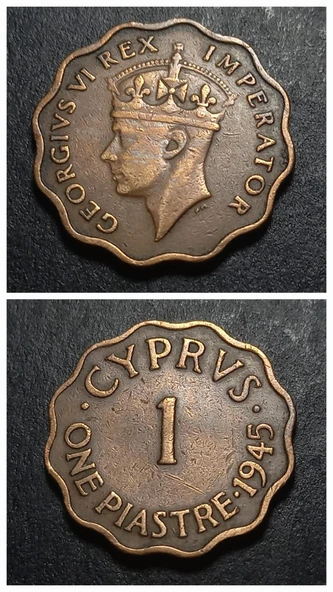 GEORGIVS VI REX IMPERATOR
CYPRVS
1
ONE PIASTRE·1945